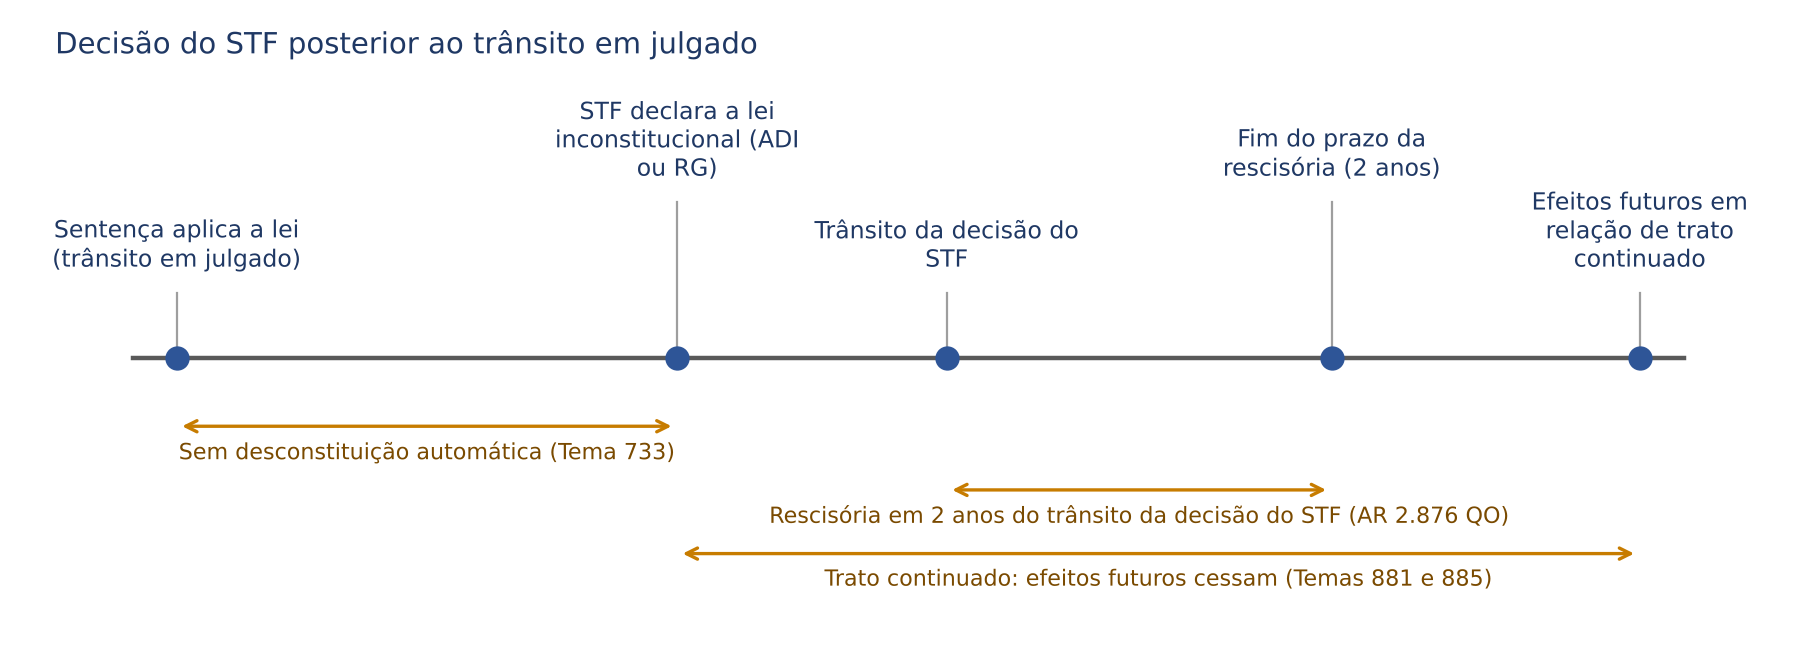 Decisão do STF posterior ao trânsito em julgado
Sentença aplica a lei
(trânsito em julgado)
STF declara a lei
inconstitucional (ADI
ou RG)
Trânsito da decisão do
STF
Fim do prazo da
rescisória (2 anos)
Efeitos futuros em
relação de trato
continuado
Sem desconstituição automática (Tema 733)
Rescisória em 2 anos do trânsito da decisão do STF (AR 2.876 QO)
Trato continuado: efeitos futuros cessam (Temas 881 e 885)